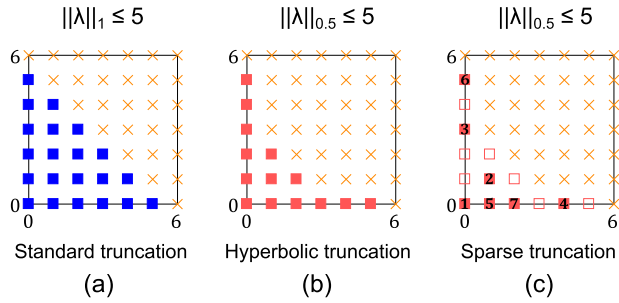 ||λ||1 ≤ 5
||λ||0.5 ≤ 5
||λ||0.5 ≤ 5
6
0
0
6
6
0
0
6
6
0
0
6
6
3
2
1 5 7 4
Standard truncation
Hyperbolic truncation
Sparse truncation
(a)
(b)
(c)